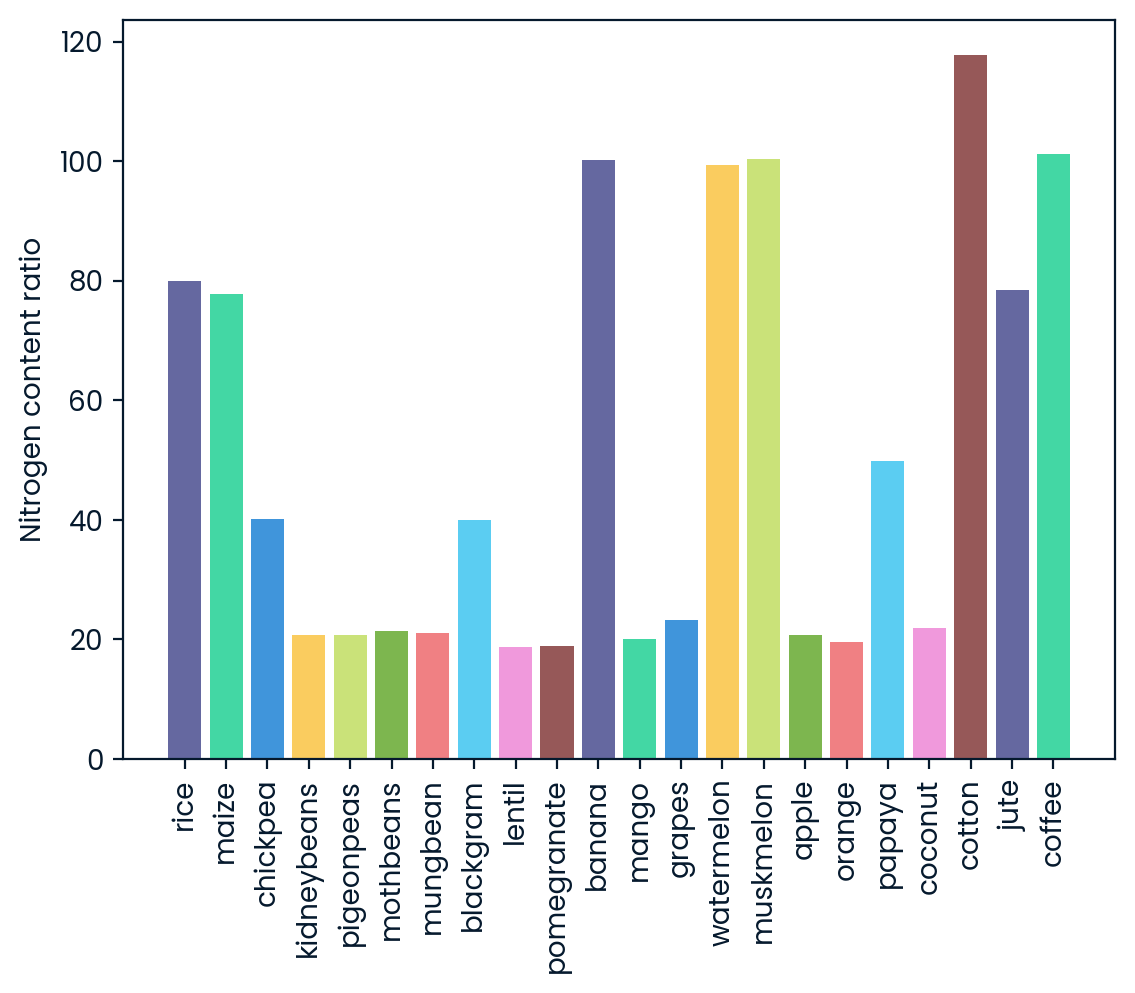 Nitrogen content ratio
120
100
80
60
40
20
0
rice
maize
chickpea
kidneybeans
pigeonpeas
mothbeans
mungbean
blackgram
lentil
pomegranate
banana
mango
grapes
watermelon
muskmelon
apple
orange
papaya
coconut
cotton
jute
coffee